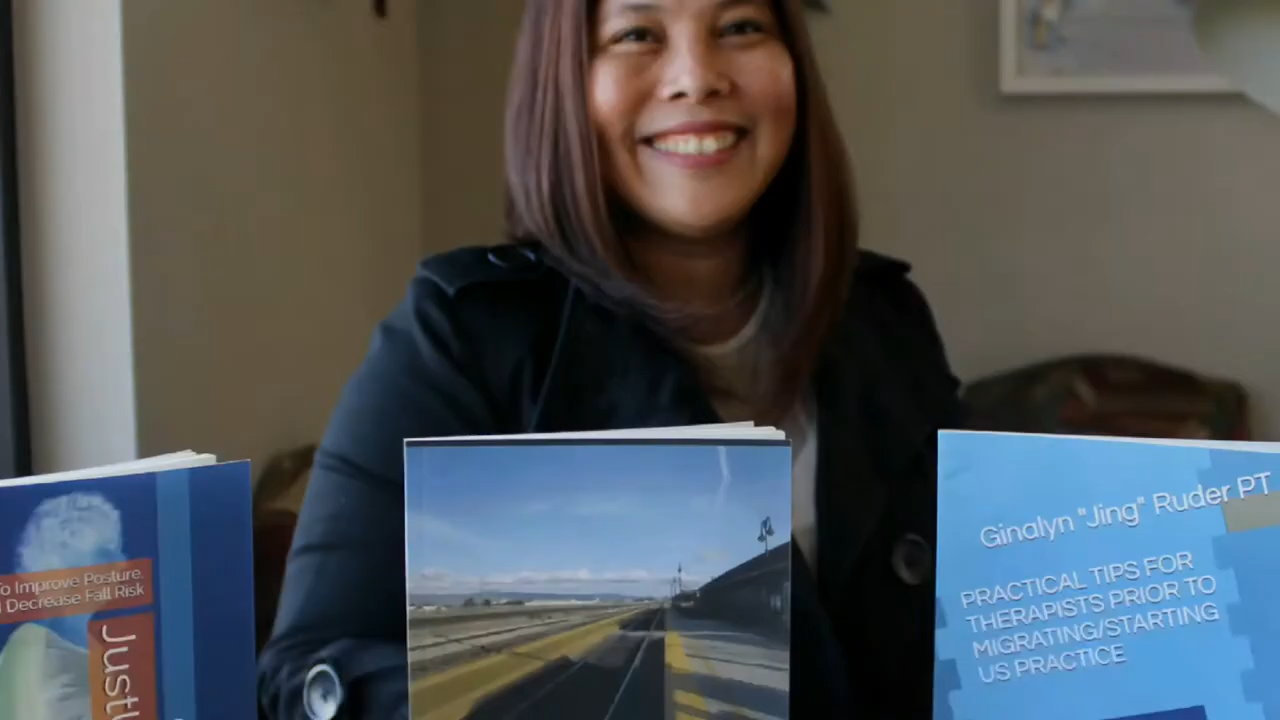 To Improve Posture,
Decrease Fall Risk
Ginalyn "Jing" Ruder PT
PRACTICAL TIPS FOR
THERAPISTS PRIOR TO
MIGRATING/STARTING
US PRACTICE